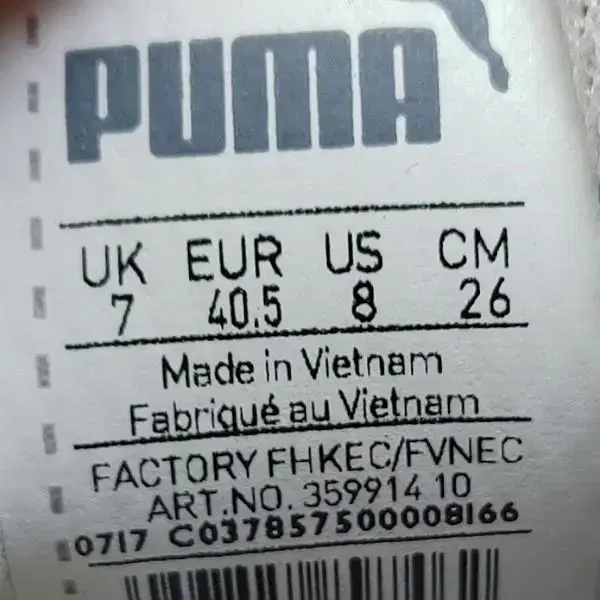 PUMA
UK EUR US CM
7 40.5 8 26
Made in Vietnam
Fabriqué au Vietnam
FACTORY FHKEC/FVNEC
ART.NO. 359914 10
0717 C037857500008166